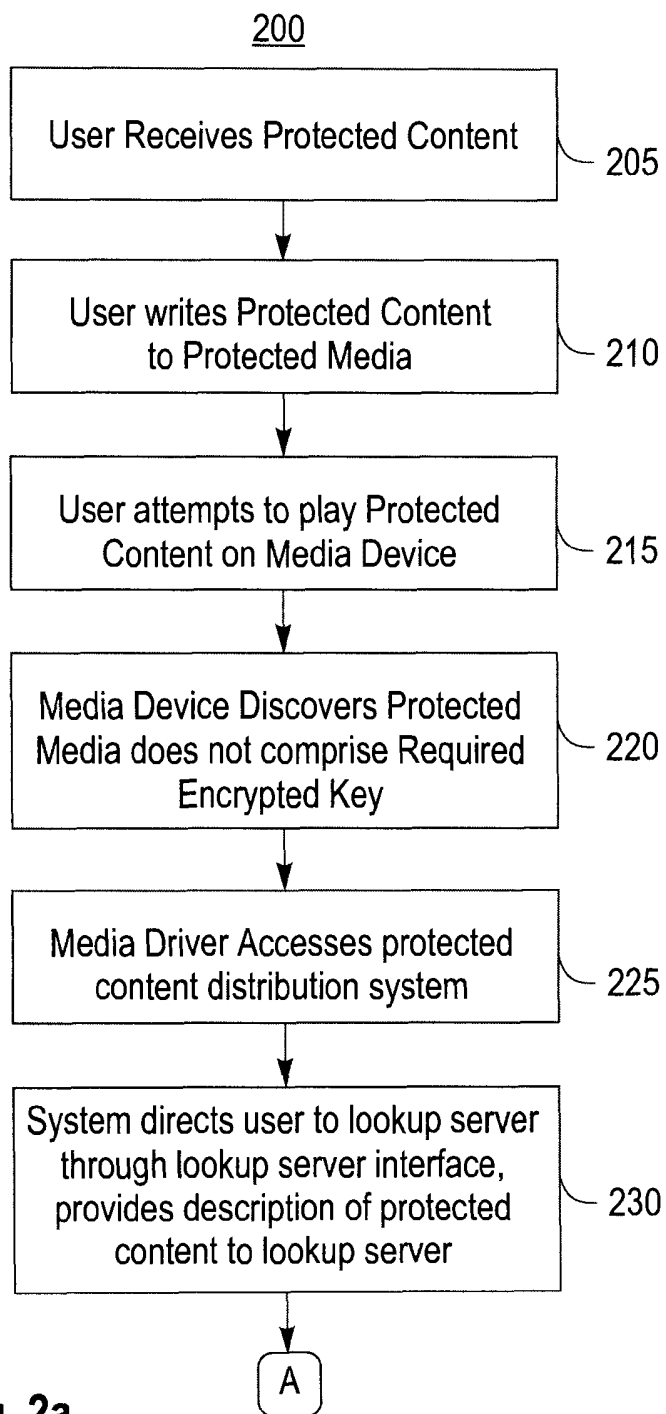 200
User Receives Protected Content
205
User writes Protected Content
to Protected Media
210
User attempts to play Protected
Content on Media Device
215
Media Device Discovers Protected
Media does not comprise Required
Encrypted Key
220
Media Driver Accesses protected
content distribution system
225
System directs user to lookup server
through lookup server interface,
provides description of protected
content to lookup server
230
A
2a